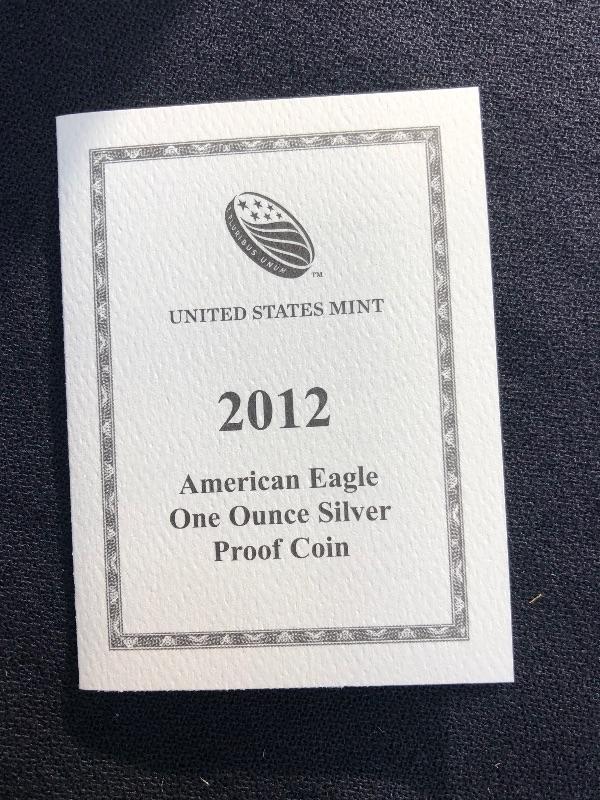 PLURIBUS UNUM
TM
UNITED STATES MINT
2012
American Eagle
One Ounce Silver
Proof Coin